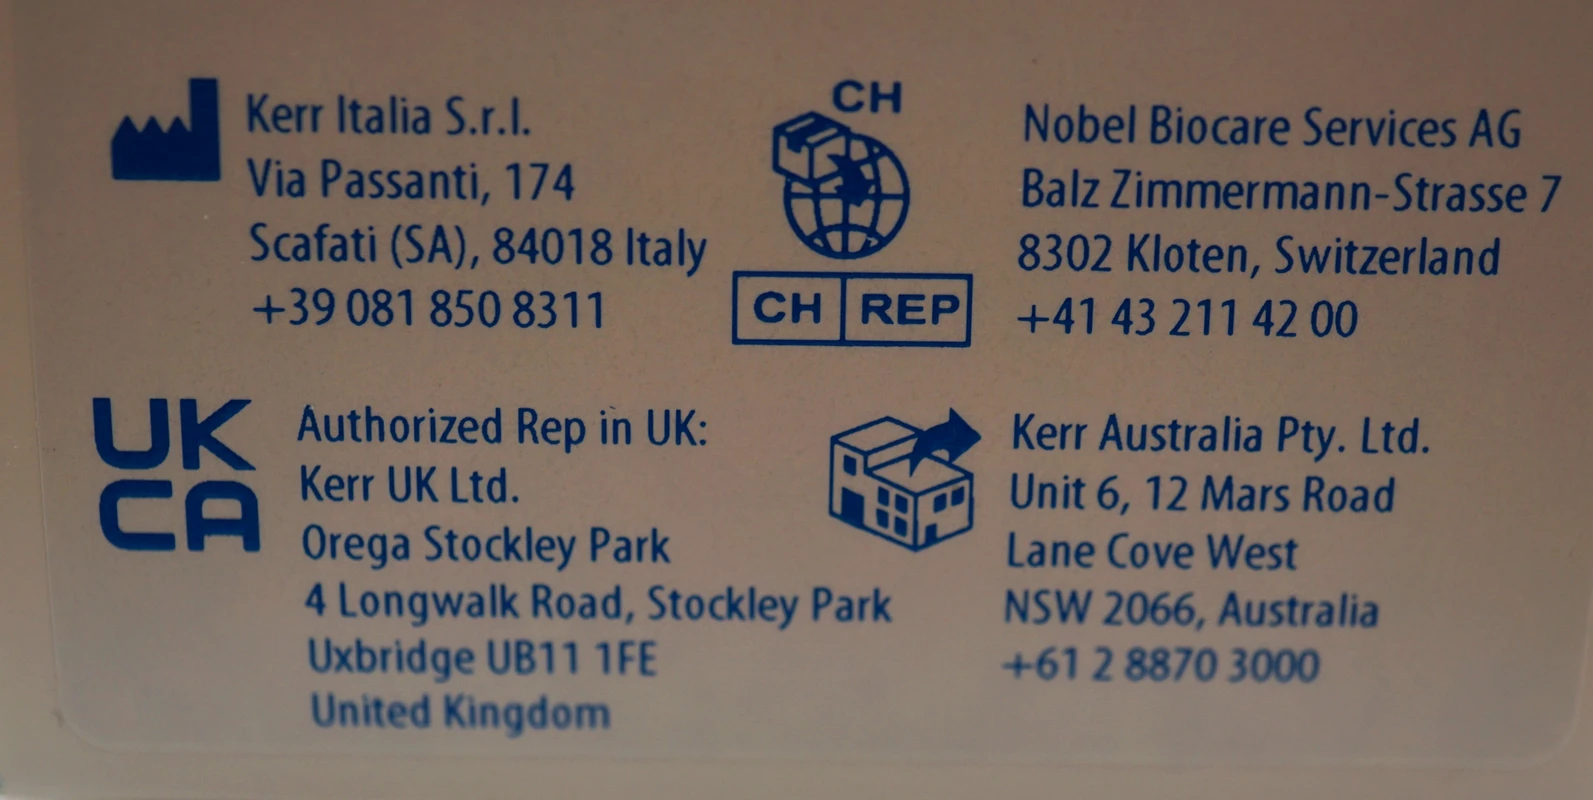 Kerr Italia S.r.l.
Via Passanti, 174
Scafati (SA), 84018 Italy
+39 081 850 8311
CH
CH REP
Nobel Biocare Services AG
Balz Zimmermann-Strasse 7
8302 Kloten, Switzerland
+41 43 211 42 00
UK
CA
Authorized Rep in UK:
Kerr UK Ltd.
Orega Stockley Park
4 Longwalk Road, Stockley Park
Uxbridge UB11 1FE
United Kingdom
Kerr Australia Pty. Ltd.
Unit 6, 12 Mars Road
Lane Cove West
NSW 2066, Australia
+61 2 8870 3000